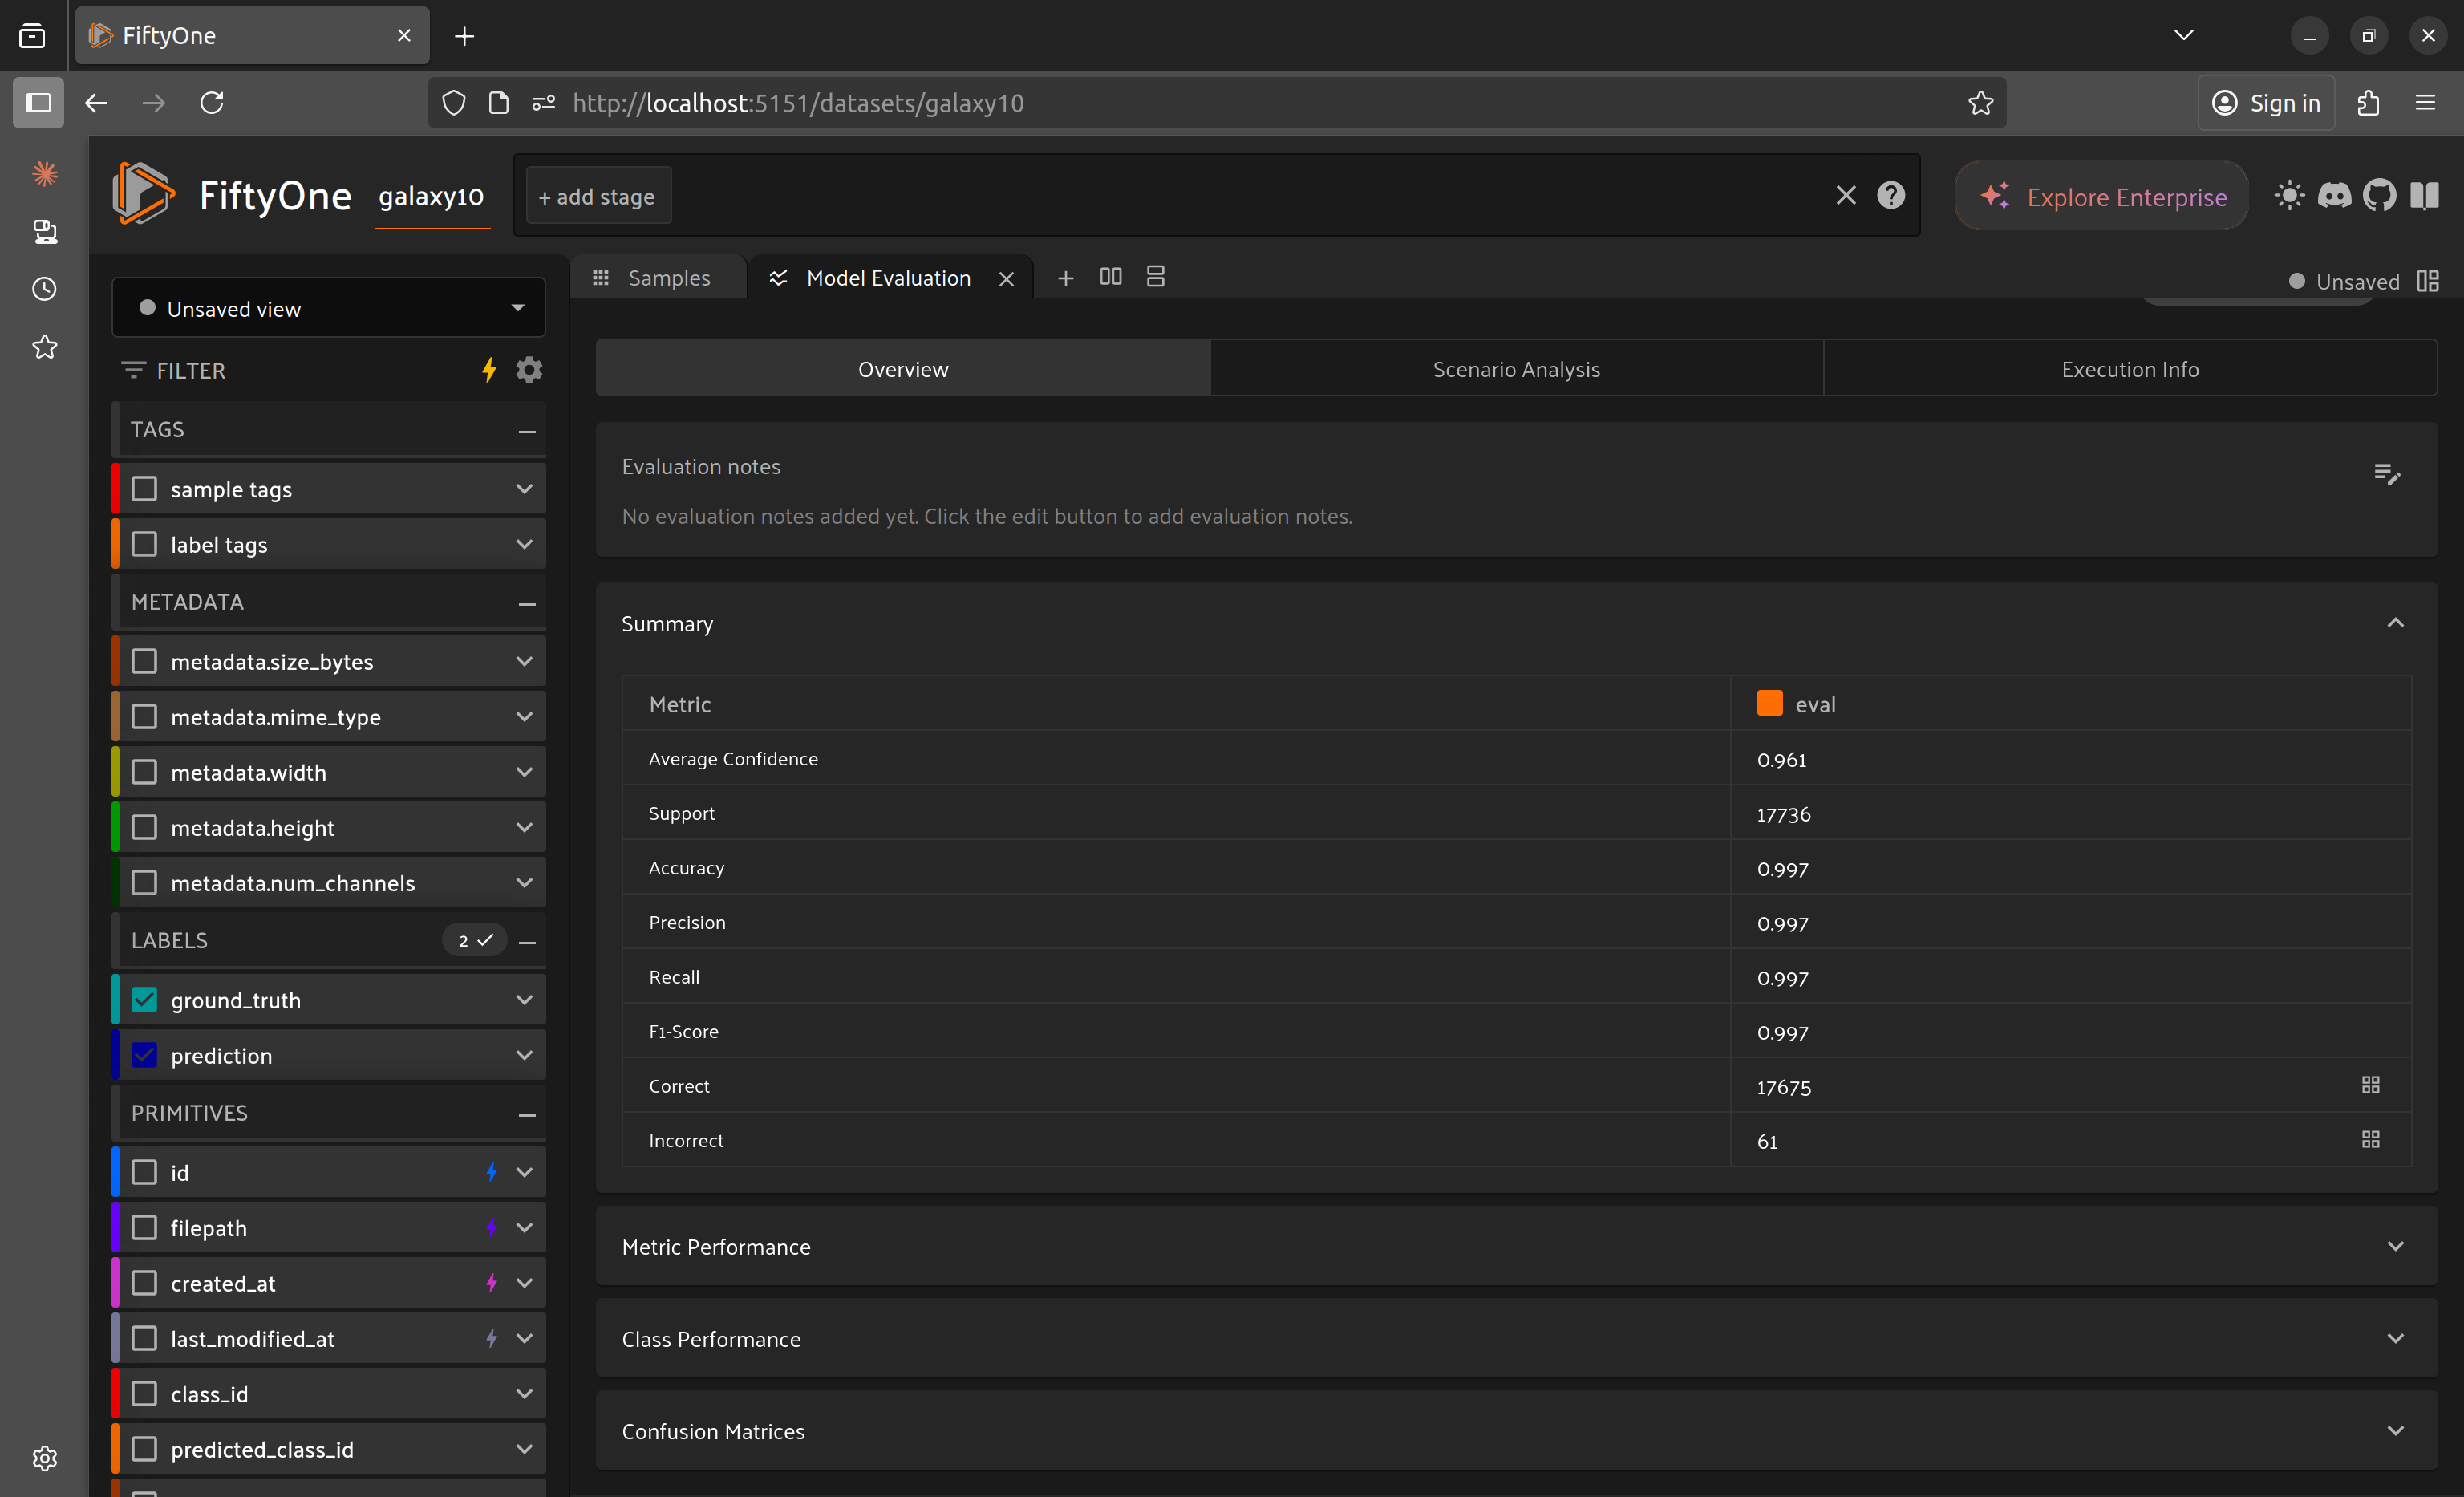 FiftyOne
http://localhost:5151/datasets/galaxy10
Sign in
FiftyOne
galaxy10
+ add stage
Explore Enterprise
Unsaved view
FILTER
TAGS
sample tags
label tags
METADATA
metadata.size_bytes
metadata.mime_type
metadata.width
metadata.height
metadata.num_channels
LABELS
2
ground_truth
prediction
PRIMITIVES
id
filepath
created_at
last_modified_at
class_id
predicted_class_id
Samples
Model Evaluation
Unsaved
Overview
Scenario Analysis
Execution Info
Evaluation notes
No evaluation notes added yet. Click the edit button to add evaluation notes.
Summary
Metric eval
Average Confidence 0.961
Support 17736
Accuracy 0.997
Precision 0.997
Recall 0.997
F1-Score 0.997
Correct 17675
Incorrect 61
Metric Performance
Class Performance
Confusion Matrices